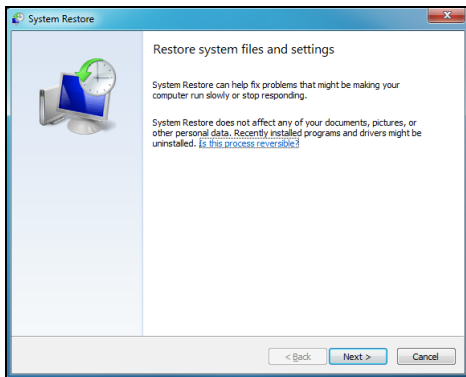 System Restore
Restore system files and settings
System Restore can help fix problems that might be making your
computer run slowly or stop responding.
System Restore does not affect any of your documents, pictures, or
other personal data. Recently installed programs and drivers might be
uninstalled. Is this process reversible?
< Back
Next >
Cancel